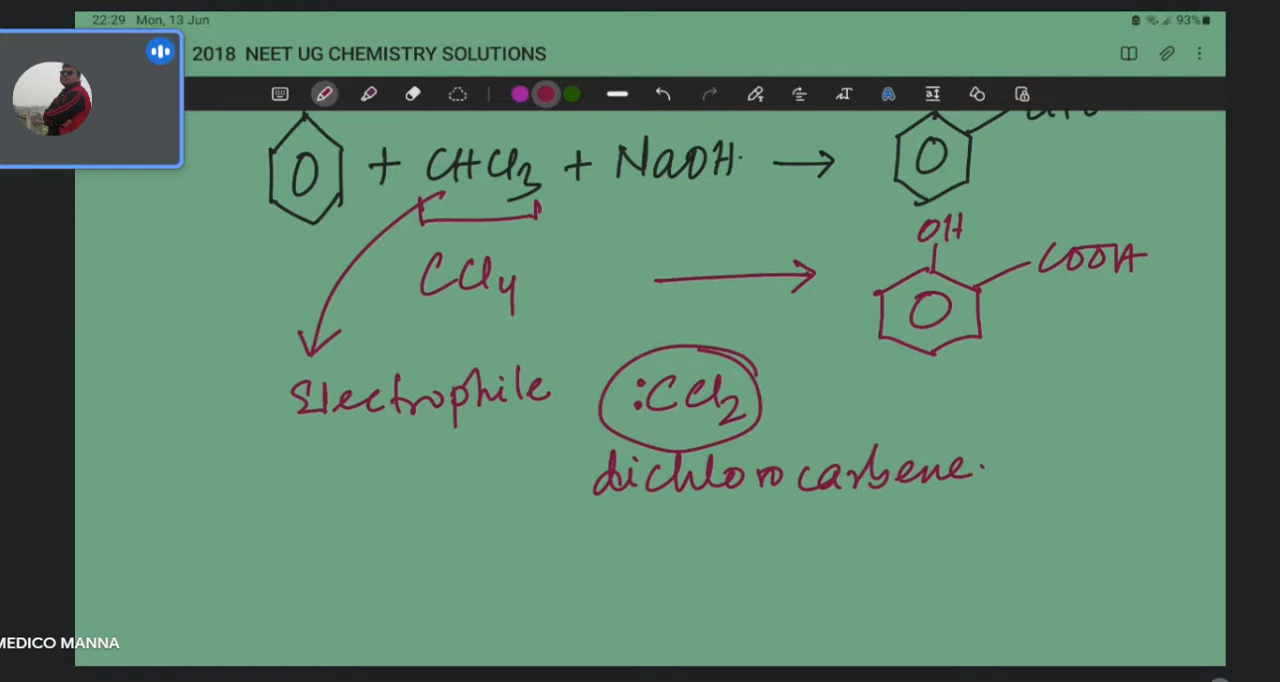 22:29 Mon, 13 Jun
93%
2018 NEET UG CHEMISTRY SOLUTIONS
+ CHCl3 + NaOH →
OH
CCl4 → COOH
Electrophile :CCl2
dichlorocarbene.
MEDICO MANNA